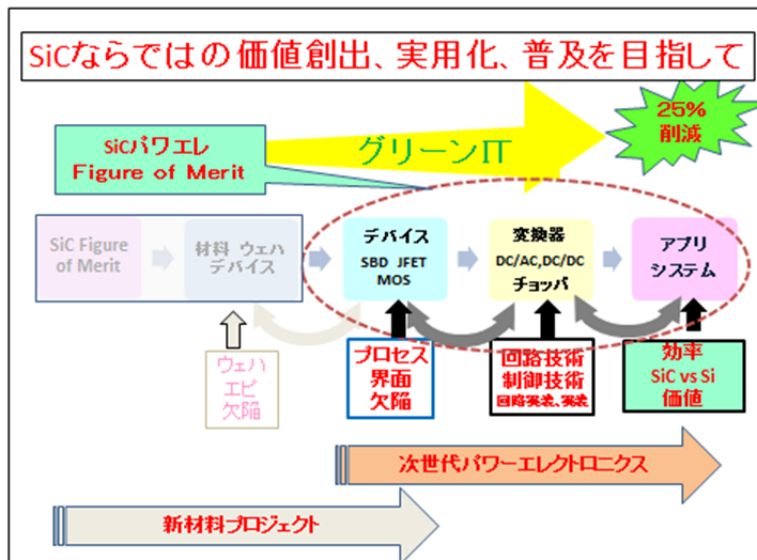 SiCならではの価値創出、実用化、普及を目指して
25%
削減
SiCパワエレ
Figure of Merit
グリーンIT
SiC Figure
of Merit
材料 ウェハ
デバイス
デバイス
SBD JFET
MOS
変換器
DC/AC,DC/DC
チョッパ
アプリ
システム
ウェハ
エピ
欠陥
プロセス
界面
欠陥
回路技術
制御技術
回路実装、実装
効率
SiC vs Si
価値
次世代パワーエレクトロニクス
新材料プロジェクト